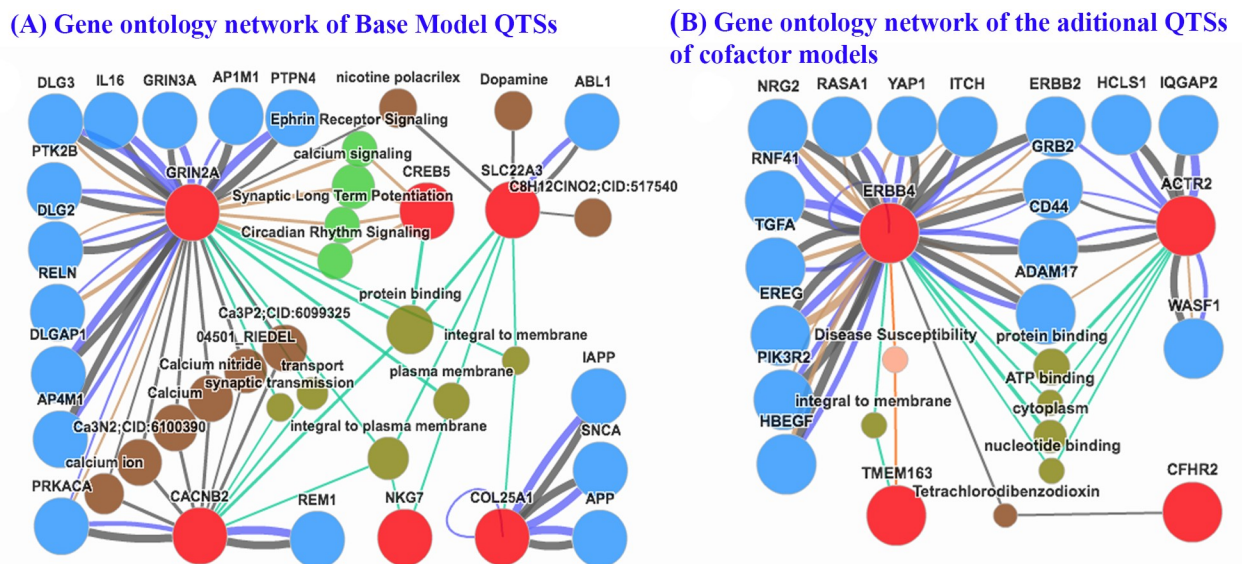 (A) Gene ontology network of Base Model QTSs
(B) Gene ontology network of the aditional QTSs
of cofactor models
DLG3
IL16
GRIN3A
AP1M1
PTPN4
nicotine polacrilex
Dopamine
ABL1
Ephrin Receptor Signaling
PTK2B
calcium signaling
GRIN2A
CREB5
SLC22A3
C8H12ClNO2;CID:517540
DLG2
Synaptic Long Term Potentiation
Circadian Rhythm Signaling
RELN
protein binding
Ca3P2;CID:6099325
DLGAP1
04501_RIEDEL
integral to membrane
Calcium nitride
transport
plasma membrane
IAPP
synaptic transmission
AP4M1
Calcium
Ca3N2;CID:6100390
integral to plasma membrane
SNCA
calcium ion
PRKACA
CACNB2
REM1
NKG7
COL25A1
APP
NRG2
RASA1
YAP1
ITCH
ERBB2
HCLS1
IQGAP2
RNF41
GRB2
ERBB4
ACTR2
TGFA
CD44
EREG
ADAM17
WASF1
PIK3R2
Disease Susceptibility
protein binding
ATP binding
integral to membrane
cytoplasm
HBEGF
nucleotide binding
TMEM163
CFHR2
Tetrachlorodibenzodioxin